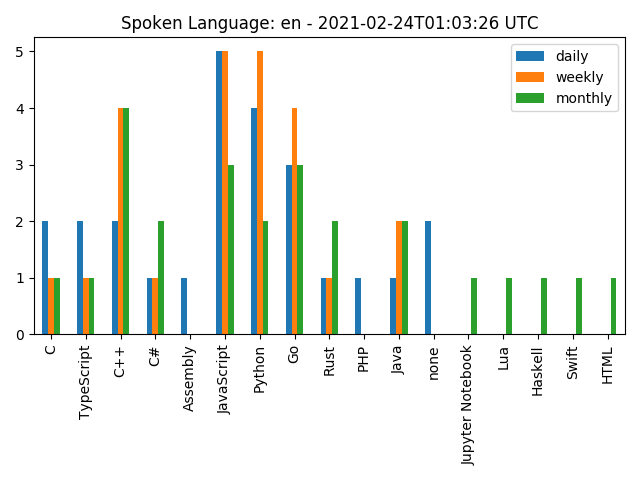 Spoken Language: en - 2021-02-24T01:03:26 UTC
daily
weekly
monthly
5
4
3
2
1
0
C
TypeScript
C++
C#
Assembly
JavaScript
Python
Go
Rust
PHP
Java
none
Jupyter Notebook
Lua
Haskell
Swift
HTML